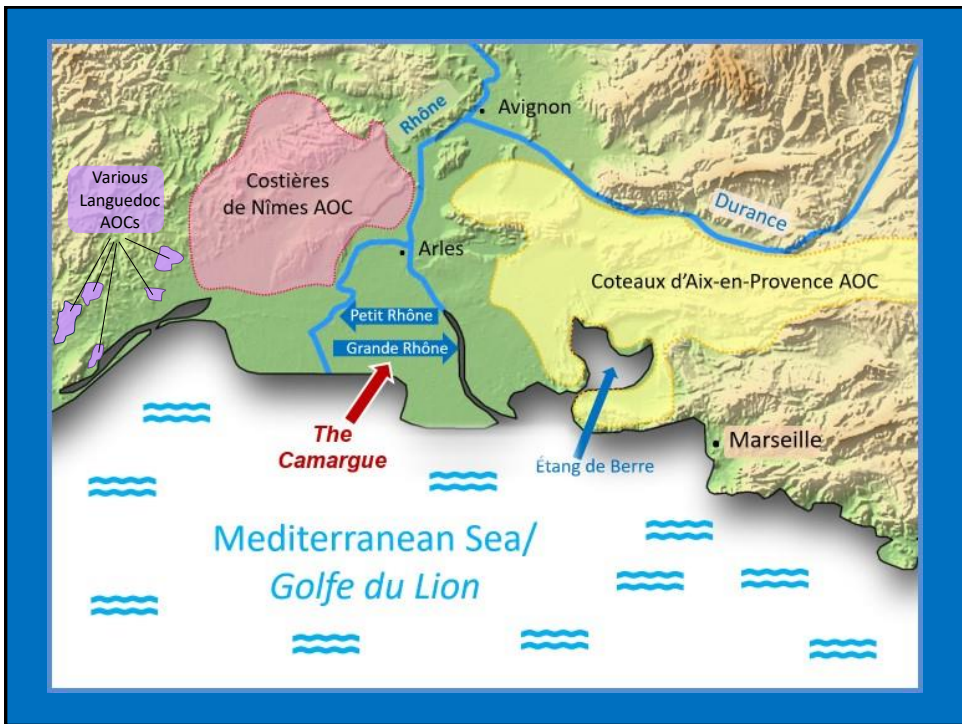 Rhône
Avignon
Various
Languedoc
AOCs
Costières
de Nîmes AOC
Durance
Arles
Coteaux d'Aix-en-Provence AOC
Petit Rhône
Grande Rhône
The
Camargue
Marseille
Étang de Berre
Mediterranean Sea/
Golfe du Lion